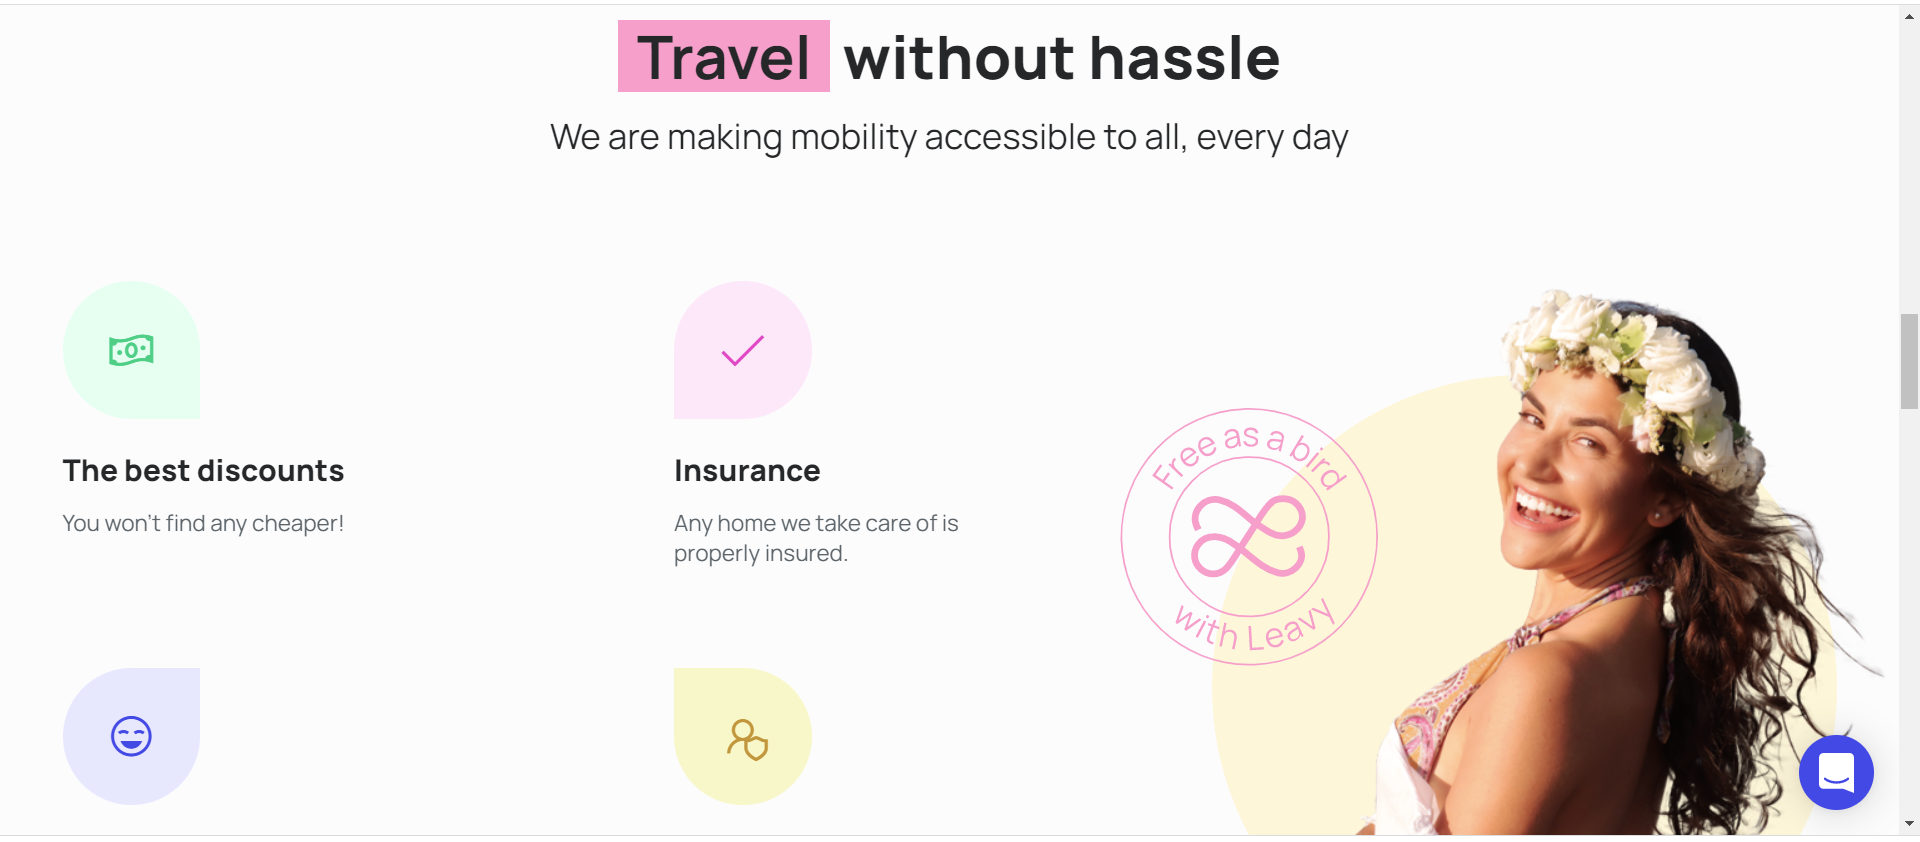 Travel without hassle
We are making mobility accessible to all, every day
The best discounts
You won't find any cheaper!
Insurance
Any home we take care of is
properly insured.
Free as a bird
with Leavy